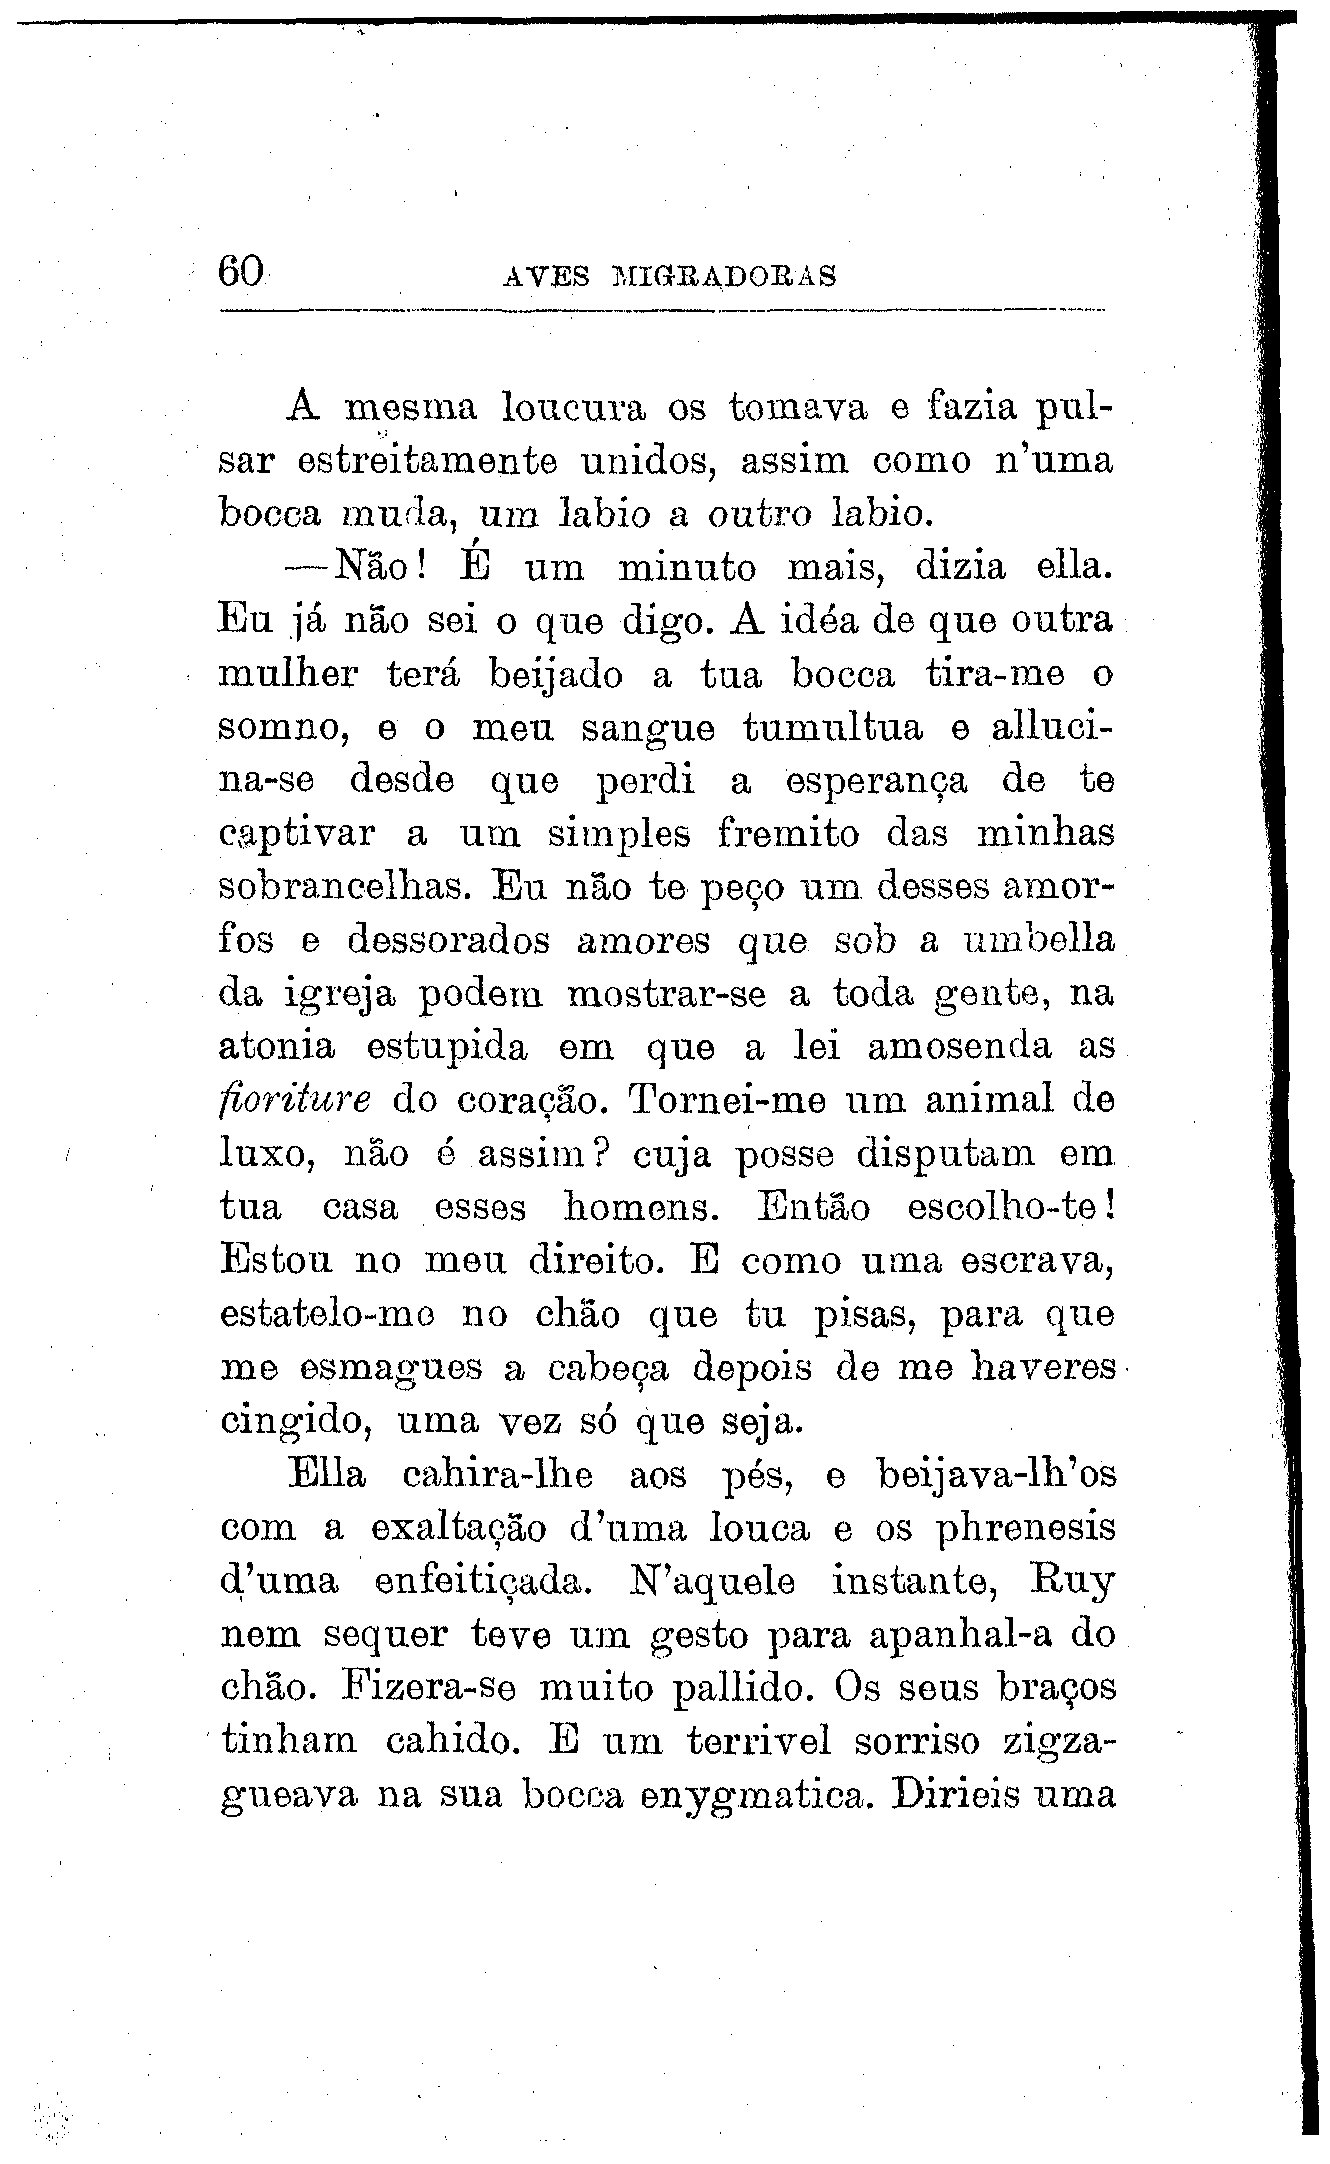 60 AVES MIGRADORAS
A mesma loucura os tomava e fazia pul-
sar estreitamente unidos, assim como n'uma
bocca muda, um labio a outro labio.
—Não! É um minuto mais, dizia ella.
Eu já não sei o que digo. A idéa de que outra
mulher terá beijado a tua bocca tira-me o
somno, e o meu sangue tumultua e alluci-
na-se desde que perdi a esperança de te
captivar a um simples fremito das minhas
sobrancelhas. Eu não te peço um desses amor-
fos e dessorados amores que sob a umbella
da igreja podem mostrar-se a toda gente, na
atonia estupida em que a lei amosenda as
fioriture do coração. Tornei-me um animal de
luxo, não é assim? cuja posse disputam em
tua casa esses homens. Então escolho-te!
Estou no meu direito. E como uma escrava,
estatelo-me no chão que tu pisas, para que
me esmagues a cabeça depois de me haveres
cingido, uma vez só que seja.
Ella cahira-lhe aos pés, e beijava-lh'os
com a exaltação d'uma louca e os phrenesis
d'uma enfeitiçada. N'aquele instante, Ruy
nem sequer teve um gesto para apanhal-a do
chão. Fizera-se muito pallido. Os seus braços
tinham cahido. E um terrivel sorriso zigza-
gueava na sua bocca enygmatica. Dirieis uma